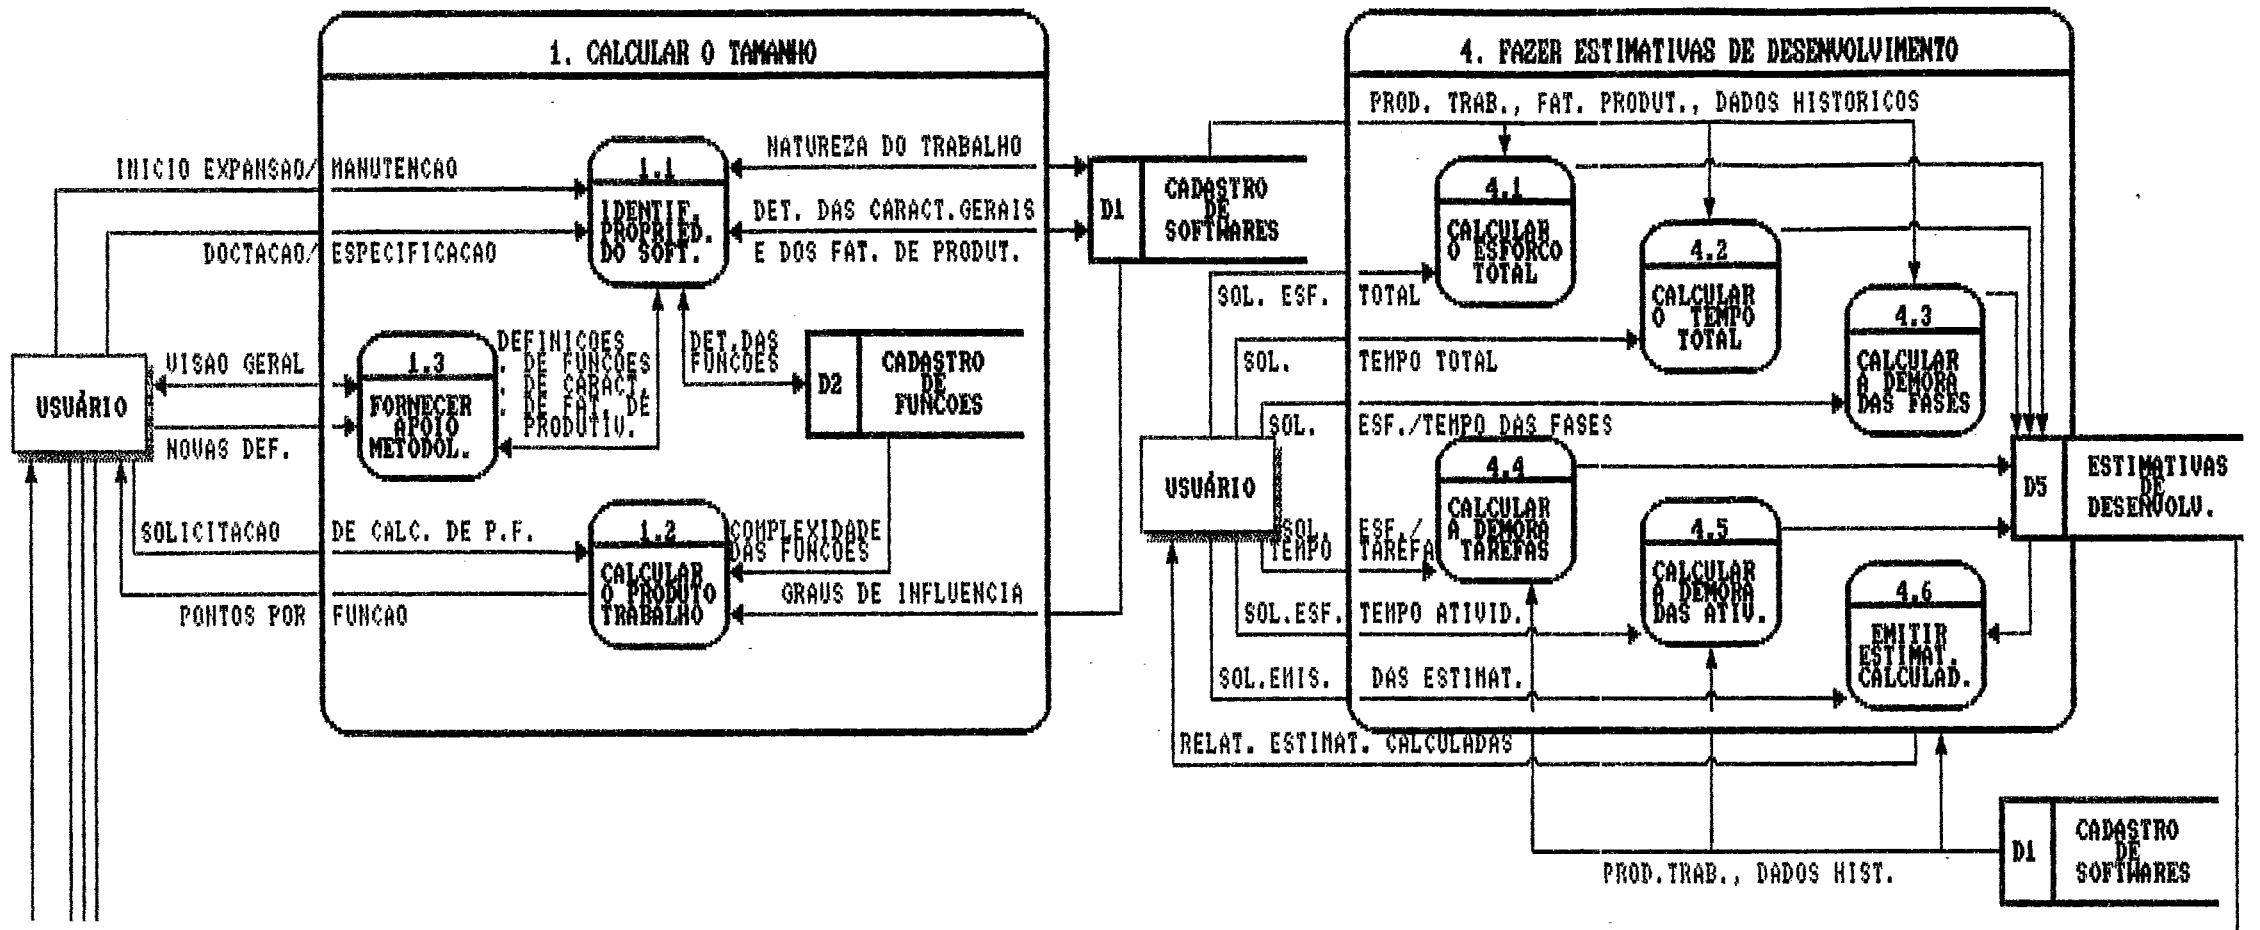 1. CALCULAR O TAMANHO
INICIO EXPANSAO/ MANUTENCAO
DOCTACAO/ ESPECIFICACAO
1.1
IDENTIF.
PROPRIED.
DO SOFT.
NATUREZA DO TRABALHO
DET. DAS CARACT.GERAIS
E DOS FAT. DE PRODUT.
D1
CADASTRO
DE
SOFTWARES
USUÁRIO
VISAO GERAL
NOVAS DEF.
1.3
FORNECER
APOIO
METODOL.
DEFINICOES
. DE FUNCOES
. DE CARACT.
. DE FAT. DE
PRODUTIV.
DET.DAS
FUNCOES
D2
CADASTRO
DE
FUNCOES
SOLICITACAO DE CALC. DE P.F.
PONTOS POR FUNCAO
1.2
CALCULAR
O PRODUTO
TRABALHO
COMPLEXIDADE
DAS FUNCOES
GRAUS DE INFLUENCIA
4. FAZER ESTIMATIVAS DE DESENVOLVIMENTO
PROD. TRAB., FAT. PRODUT., DADOS HISTORICOS
4.1
CALCULAR
O ESFORCO
TOTAL
4.2
CALCULAR
O TEMPO
TOTAL
4.3
CALCULAR
A DEMORA
DAS FASES
SOL. ESF. TOTAL
SOL. TEMPO TOTAL
SOL. ESF./TEMPO DAS FASES
USUÁRIO
4.4
CALCULAR
A DEMORA
TAREFAS
SOL. ESF./
TEMPO TAREFA
4.5
CALCULAR
A DEMORA
DAS ATIV.
D5
ESTIMATIVAS
DE
DESENVOLV.
SOL.ESF. TEMPO ATIVID.
4.6
EMITIR
ESTIMAT.
CALCULAD.
SOL.EMIS. DAS ESTIMAT.
RELAT. ESTIMAT. CALCULADAS
D1
CADASTRO
DE
SOFTWARES
PROD.TRAB., DADOS HIST.